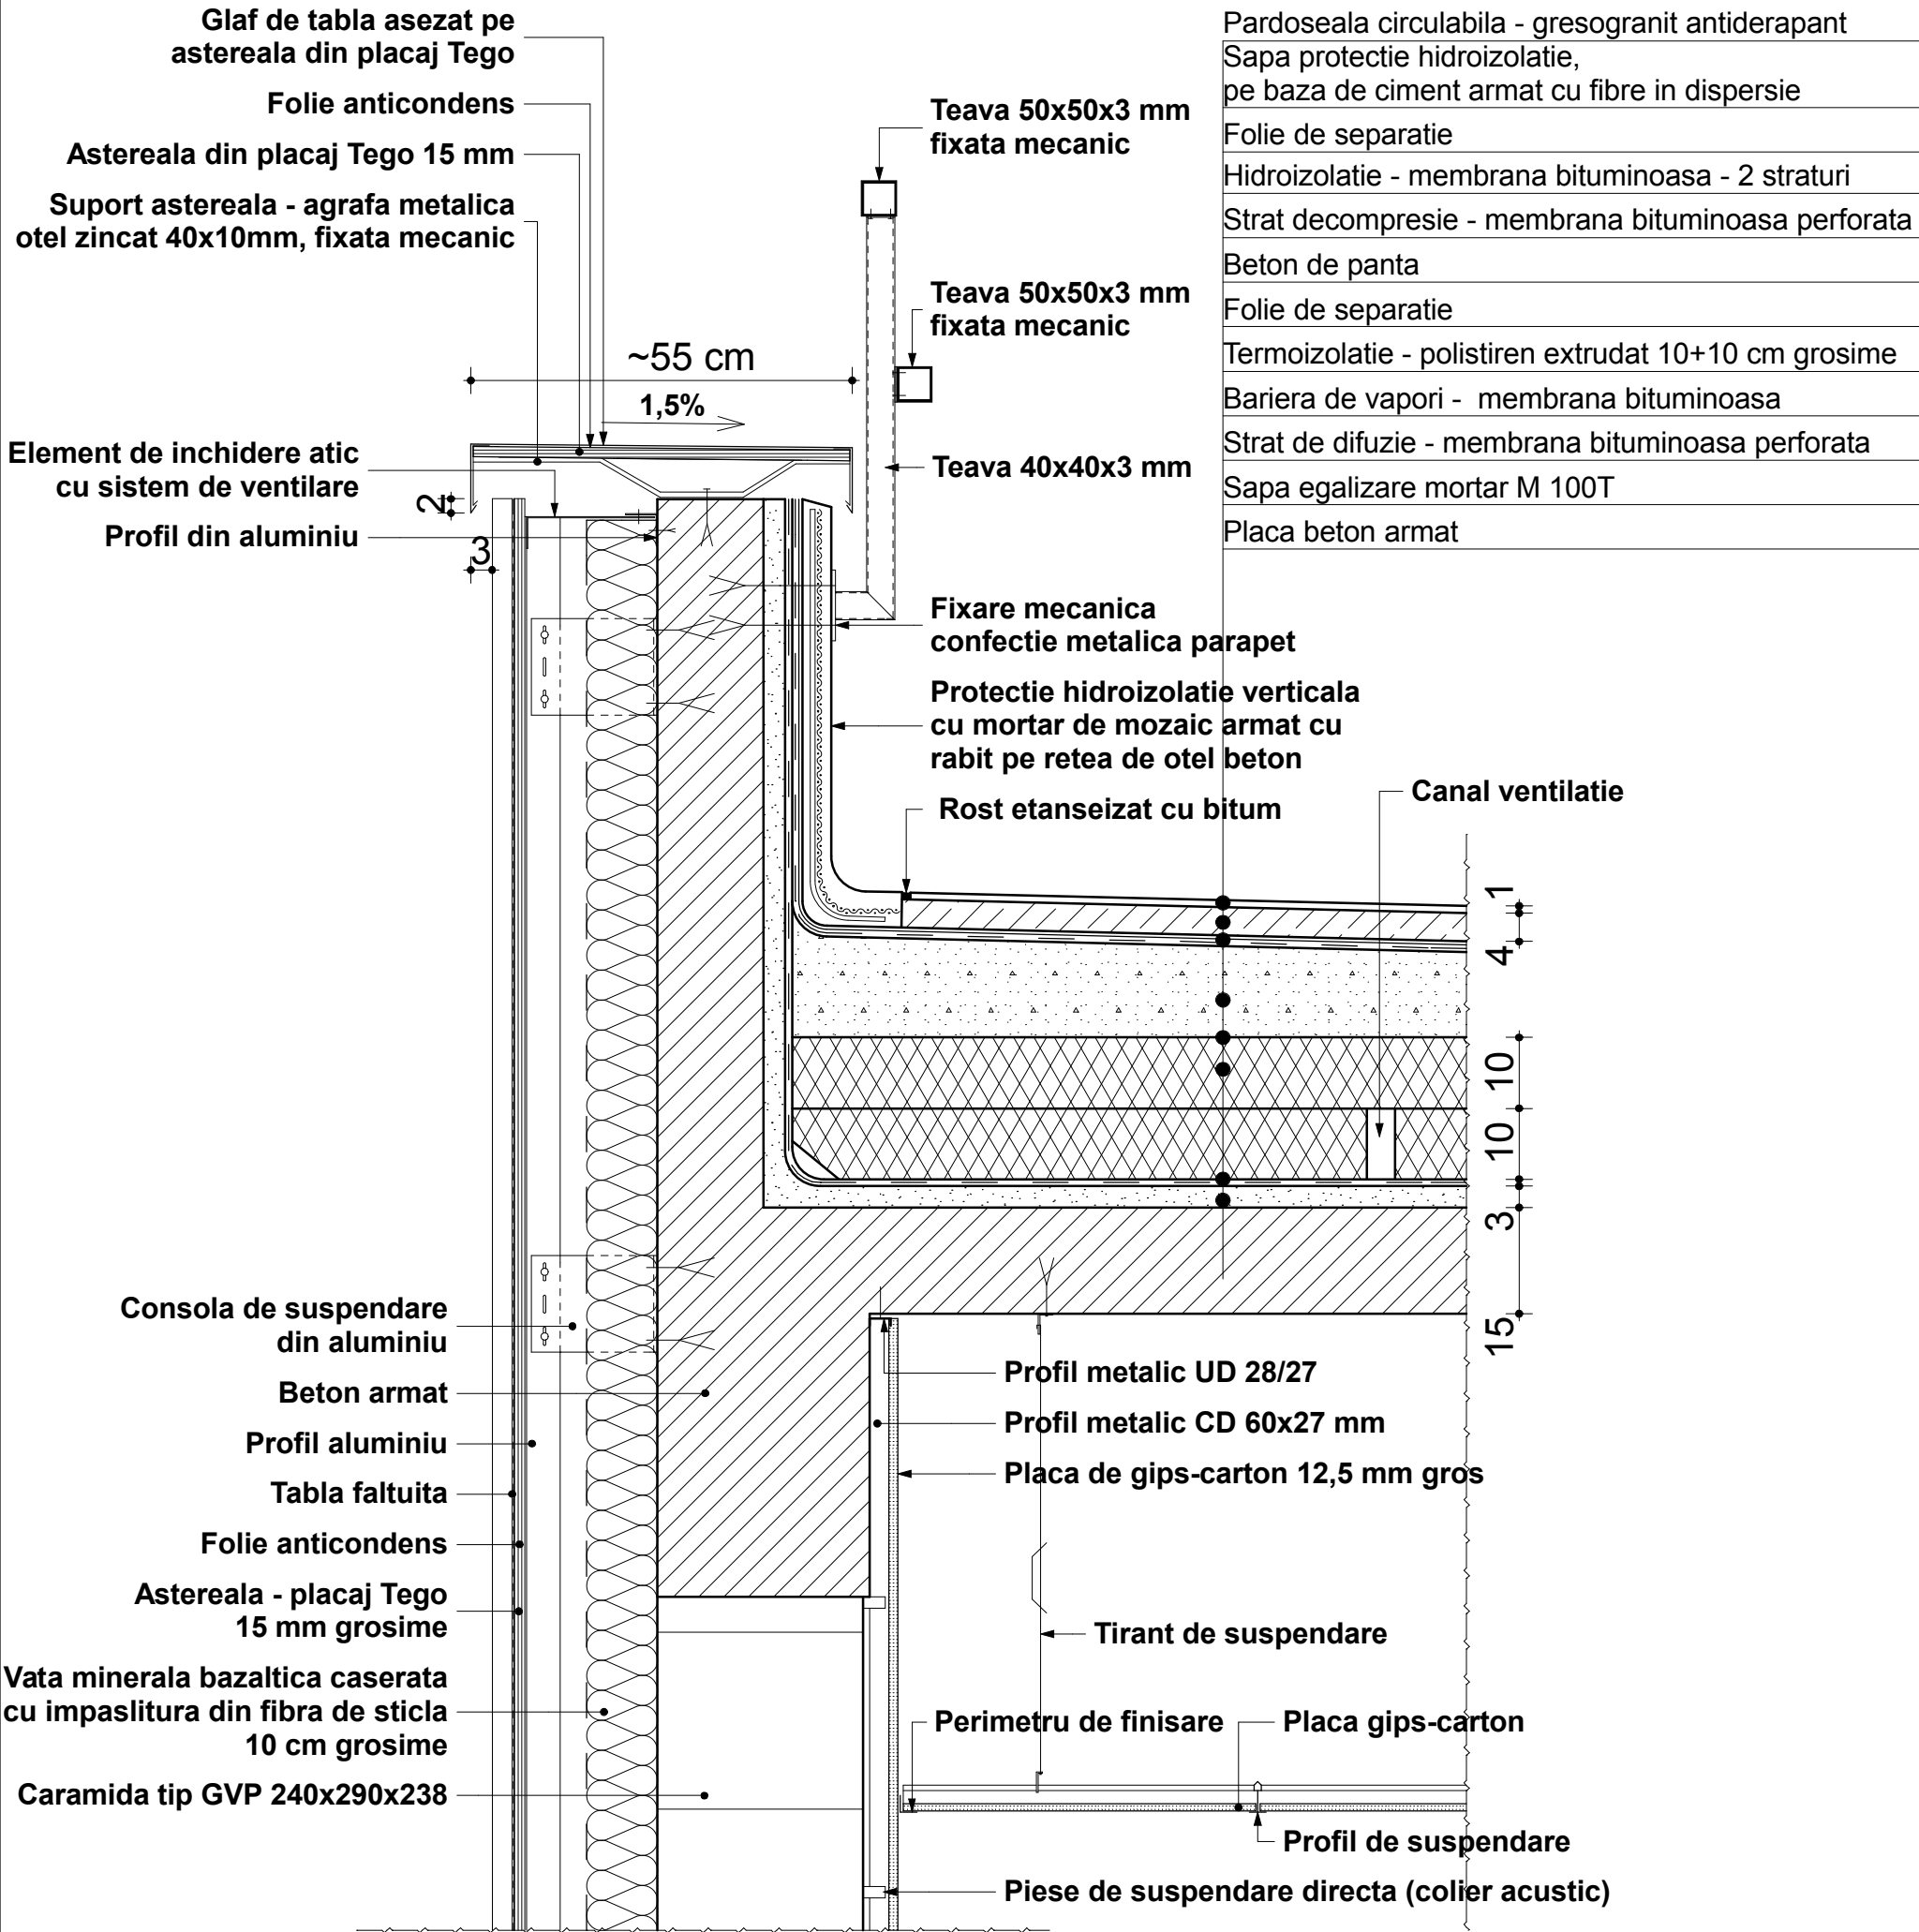 Glaf de tabla asezat pe
astereala din placaj Tego
Folie anticondens
Astereala din placaj Tego 15 mm
Suport astereala - agrafa metalica
otel zincat 40x10mm, fixata mecanic
Teava 50x50x3 mm
fixata mecanic
Teava 50x50x3 mm
fixata mecanic
Pardoseala circulabila - gresogranit antiderapant
Sapa protectie hidroizolatie,
pe baza de ciment armat cu fibre in dispersie
Folie de separatie
Hidroizolatie - membrana bituminoasa - 2 straturi
Strat decompresie - membrana bituminoasa perforata
Beton de panta
Folie de separatie
Termoizolatie - polistiren extrudat 10+10 cm grosime
Bariera de vapori - membrana bituminoasa
Strat de difuzie - membrana bituminoasa perforata
Sapa egalizare mortar M 100T
Placa beton armat
~55 cm
1,5%
Element de inchidere atic
cu sistem de ventilare
Profil din aluminiu
2
3
Teava 40x40x3 mm
Fixare mecanica
confectie metalica parapet
Protectie hidroizolatie verticala
cu mortar de mozaic armat cu
rabit pe retea de otel beton
Rost etanseizat cu bitum
Canal ventilatie
1
4
10
10
3
15
Consola de suspendare
din aluminiu
Beton armat
Profil aluminiu
Tabla faltuita
Folie anticondens
Astereala - placaj Tego
15 mm grosime
Vata minerala bazaltica caserata
cu impaslitura din fibra de sticla
10 cm grosime
Caramida tip GVP 240x290x238
Profil metalic UD 28/27
Profil metalic CD 60x27 mm
Placa de gips-carton 12,5 mm gros
Tirant de suspendare
Perimetru de finisare
Placa gips-carton
Profil de suspendare
Piese de suspendare directa (colier acustic)